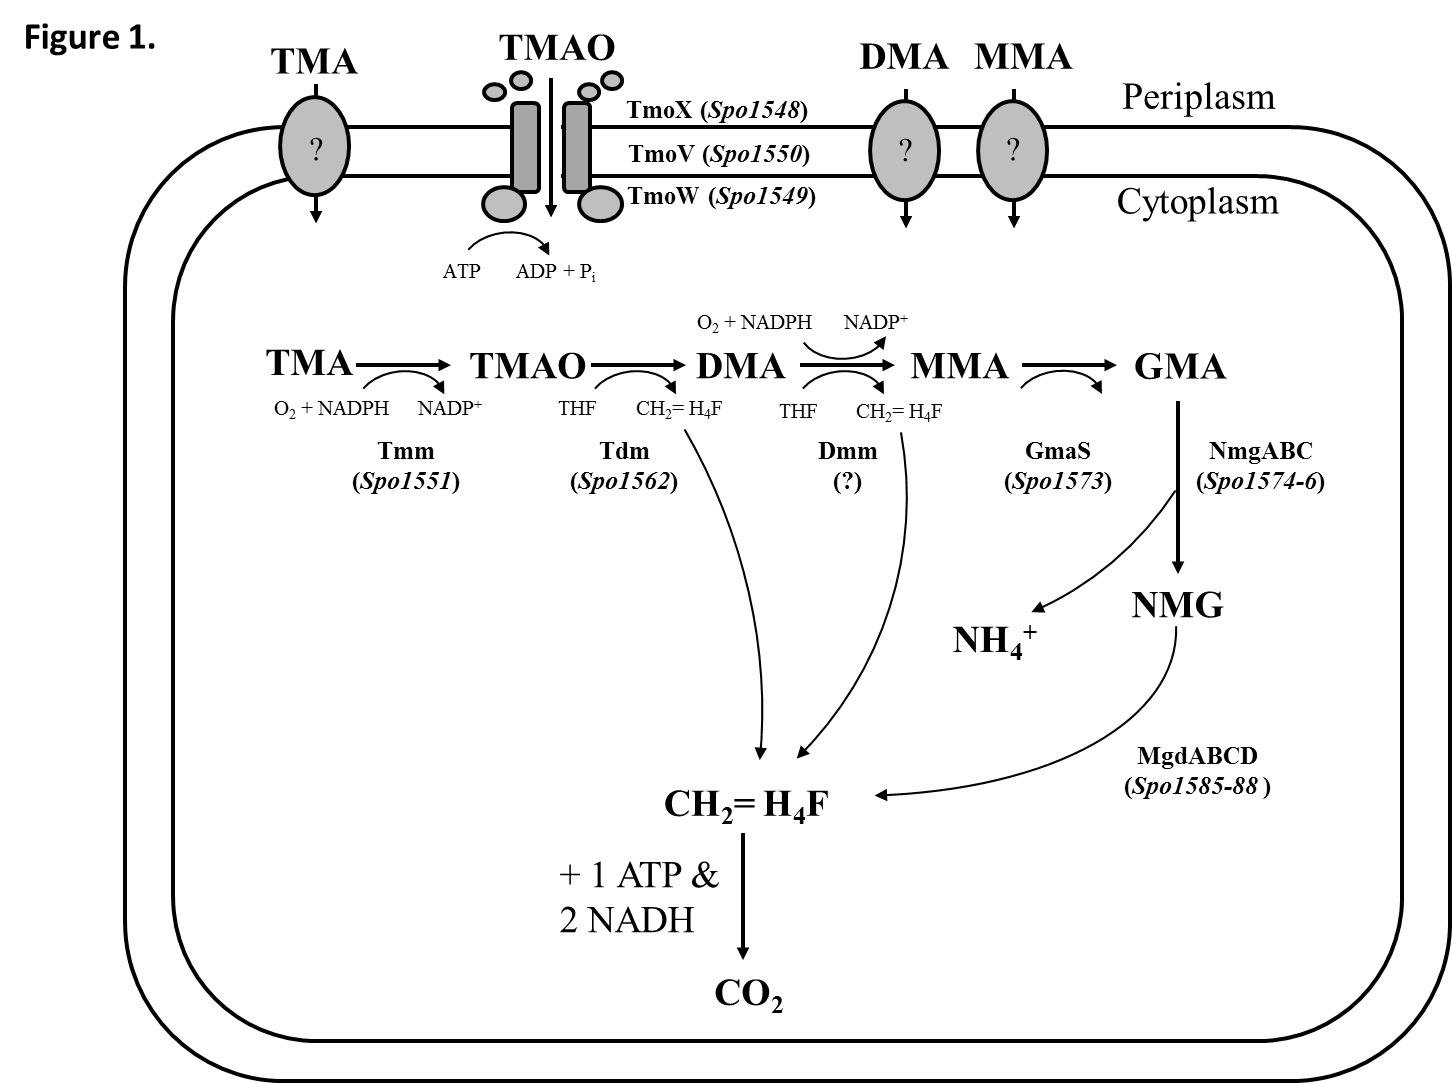 Figure 1.
TMA
TMAO
DMA MMA
Periplasm
TmoX (Spo1548)
? TmoV (Spo1550) ? ?
TmoW (Spo1549)
Cytoplasm
ATP ADP + Pi
O2 + NADPH NADP+
TMA TMAO DMA MMA GMA
O2 + NADPH NADP+ THF CH2= H4F THF CH2= H4F
Tmm Tdm Dmm GmaS NmgABC
(Spo1551) (Spo1562) (?) (Spo1573) (Spo1574-6)
NMG
NH4+
MgdABCD
(Spo1585-88 )
CH2= H4F
+ 1 ATP &
2 NADH
CO2